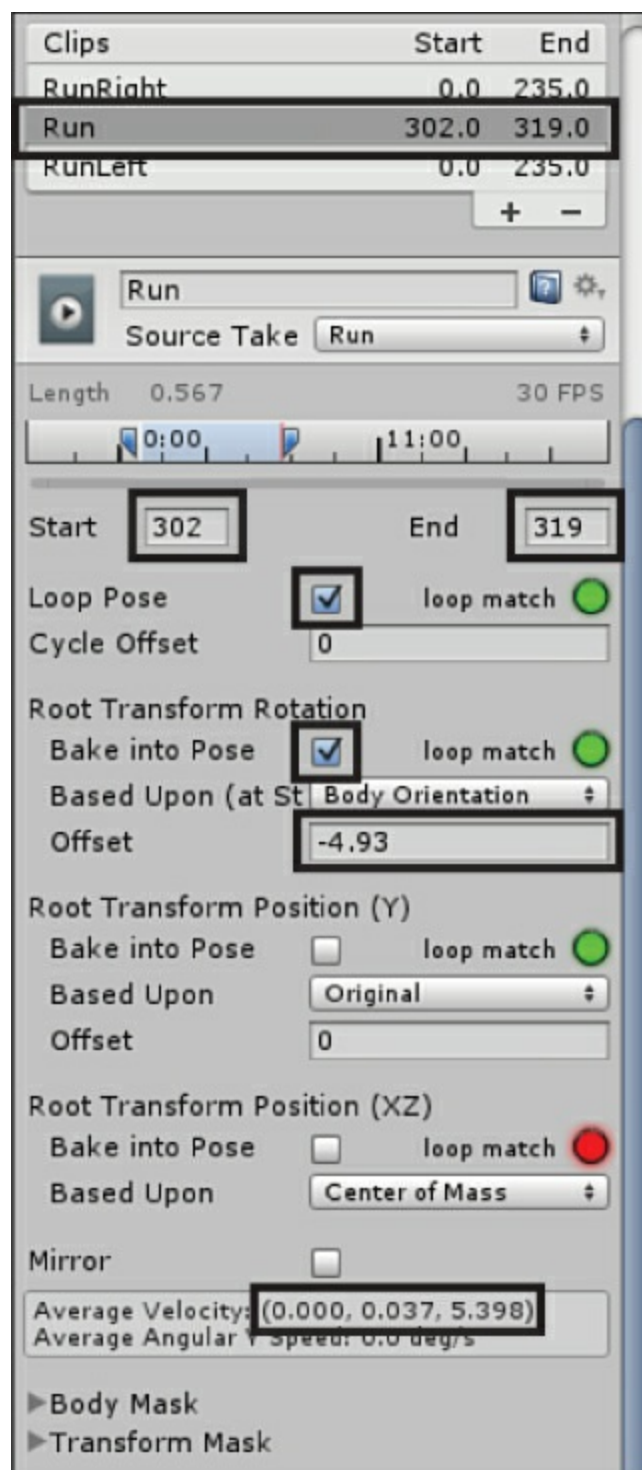 Clips Start End
RunRight 0.0 235.0
Run 302.0 319.0
RunLeft 0.0 235.0
+ −
Run
Source Take Run
Length 0.567 30 FPS
0:00 11:00
Start 302 End 319
Loop Pose loop match
Cycle Offset 0
Root Transform Rotation
Bake into Pose loop match
Based Upon (at St Body Orientation
Offset -4.93
Root Transform Position (Y)
Bake into Pose loop match
Based Upon Original
Offset 0
Root Transform Position (XZ)
Bake into Pose loop match
Based Upon Center of Mass
Mirror
Average Velocity: (0.000, 0.037, 5.398)
Average Angular Y Speed: 0.0 deg/s
Body Mask
Transform Mask